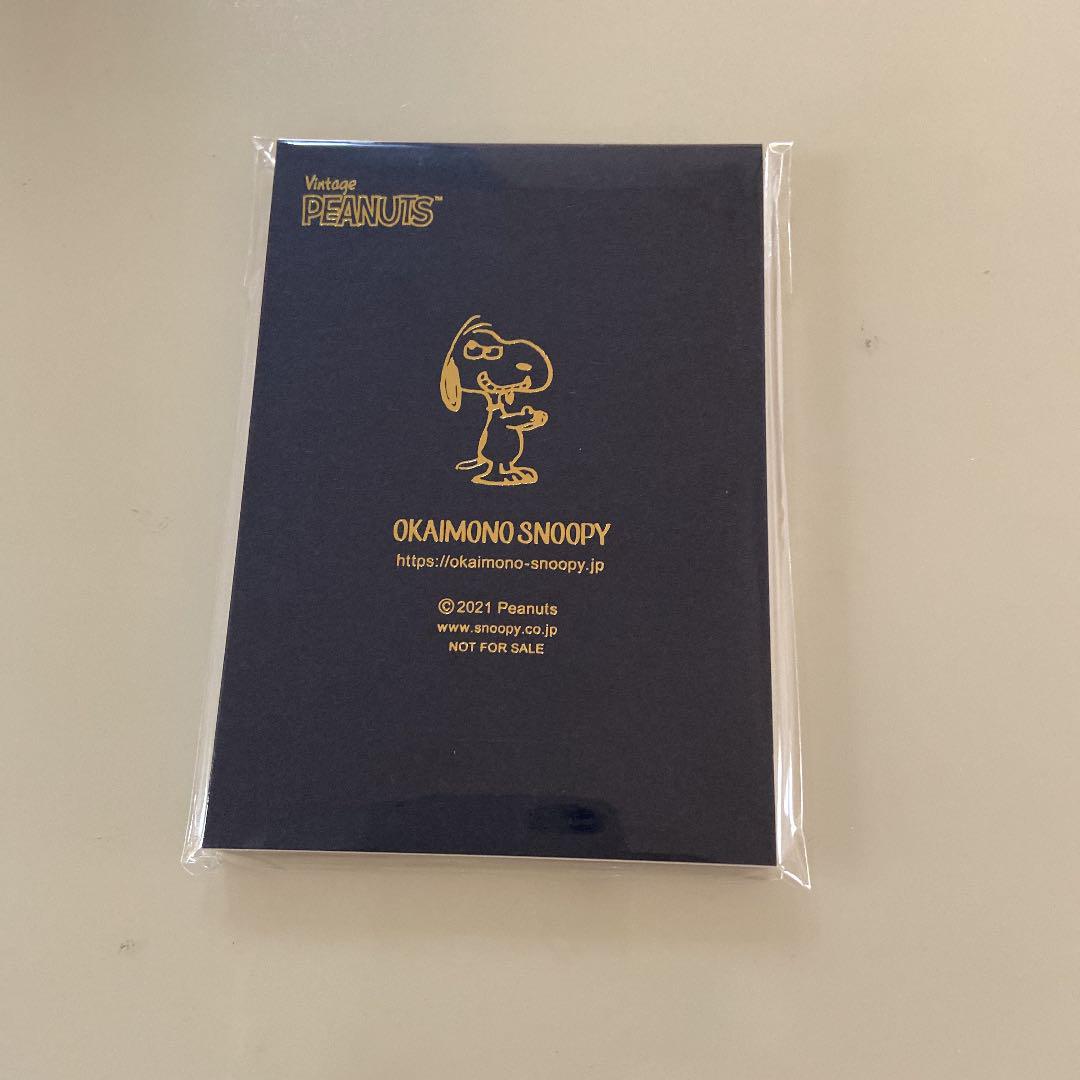 Vintage
PEANUTS™
OKAIMONO SNOOPY
https://okaimono-snoopy.jp
©2021 Peanuts
www.snoopy.co.jp
NOT FOR SALE